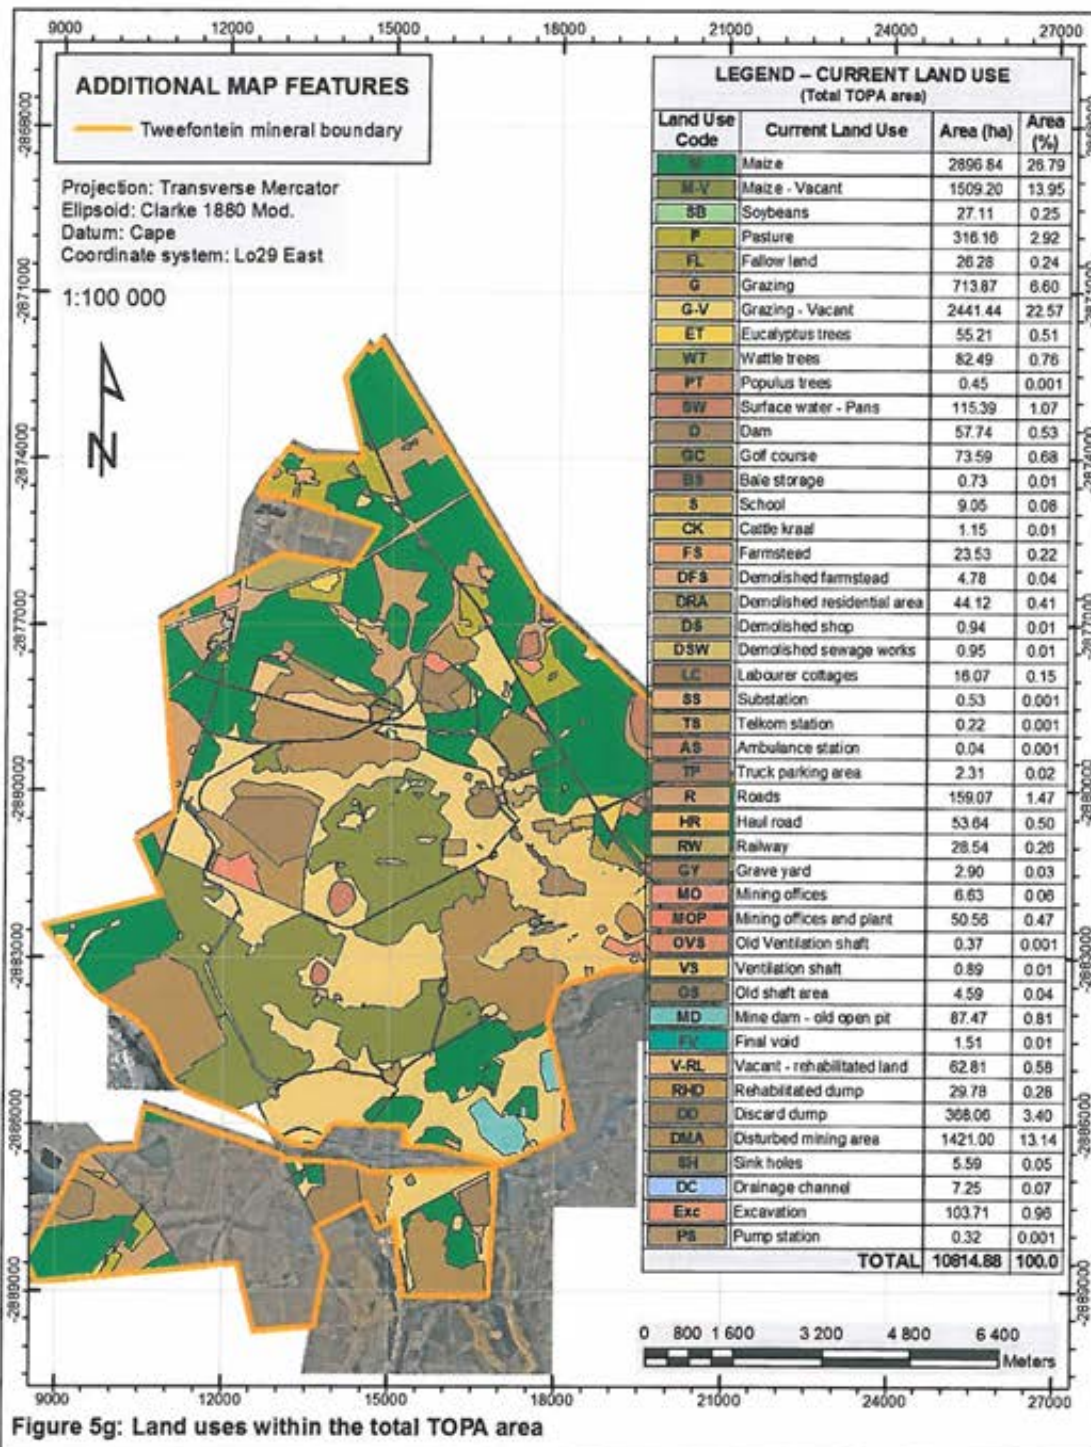 9000 12000 15000 18000 21000 24000 27000
ADDITIONAL MAP FEATURES
Tweefontein mineral boundary
Projection: Transverse Mercator
Elipsoid: Clarke 1880 Mod.
Datum: Cape
Coordinate system: Lo29 East
1:100 000
N
-2868000
-2871000
-2874000
-2877000
-2880000
-2883000
-2886000
-2889000
LEGEND – CURRENT LAND USE
(Total TOPA area)
Land Use Code Current Land Use Area (ha) Area (%)
M Maize 2896.84 26.79
M-V Maize - Vacant 1509.20 13.95
SB Soybeans 27.11 0.25
P Pasture 316.16 2.92
FL Fallow land 26.28 0.24
G Grazing 713.87 6.60
G-V Grazing - Vacant 2441.44 22.57
ET Eucalyptus trees 55.21 0.51
WT Wattle trees 82.49 0.76
PT Populus trees 0.45 0.001
SW Surface water - Pans 115.39 1.07
D Dam 57.74 0.53
GC Golf course 73.59 0.68
BS Bale storage 0.73 0.01
S School 9.05 0.08
CK Cattle kraal 1.15 0.01
FS Farmstead 23.53 0.22
DFS Demolished farmstead 4.78 0.04
DRA Demolished residential area 44.12 0.41
DS Demolished shop 0.94 0.01
DSW Demolished sewage works 0.95 0.01
LC Labourer cottages 16.07 0.15
SS Substation 0.53 0.001
TS Telkom station 0.22 0.001
AS Ambulance station 0.04 0.001
TP Truck parking area 2.31 0.02
R Roads 159.07 1.47
HR Haul road 53.64 0.50
RW Railway 28.54 0.26
GY Grave yard 2.90 0.03
MO Mining offices 6.63 0.06
MOP Mining offices and plant 50.56 0.47
OVS Old Ventilation shaft 0.37 0.001
VS Ventilation shaft 0.89 0.01
OS Old shaft area 4.59 0.04
MD Mine dam - old open pit 87.47 0.81
FV Final void 1.51 0.01
V-RL Vacant - rehabilitated land 62.81 0.58
RHD Rehabilitated dump 29.78 0.28
DD Discard dump 368.06 3.40
DMA Disturbed mining area 1421.00 13.14
SH Sink holes 5.59 0.05
DC Drainage channel 7.25 0.07
Exc Excavation 103.71 0.96
PS Pump station 0.32 0.001
TOTAL 10814.88 100.0
0 800 1 600 3 200 4 800 6 400
Meters
9000 12000 15000 18000 21000 24000 27000
Figure 5g: Land uses within the total TOPA area